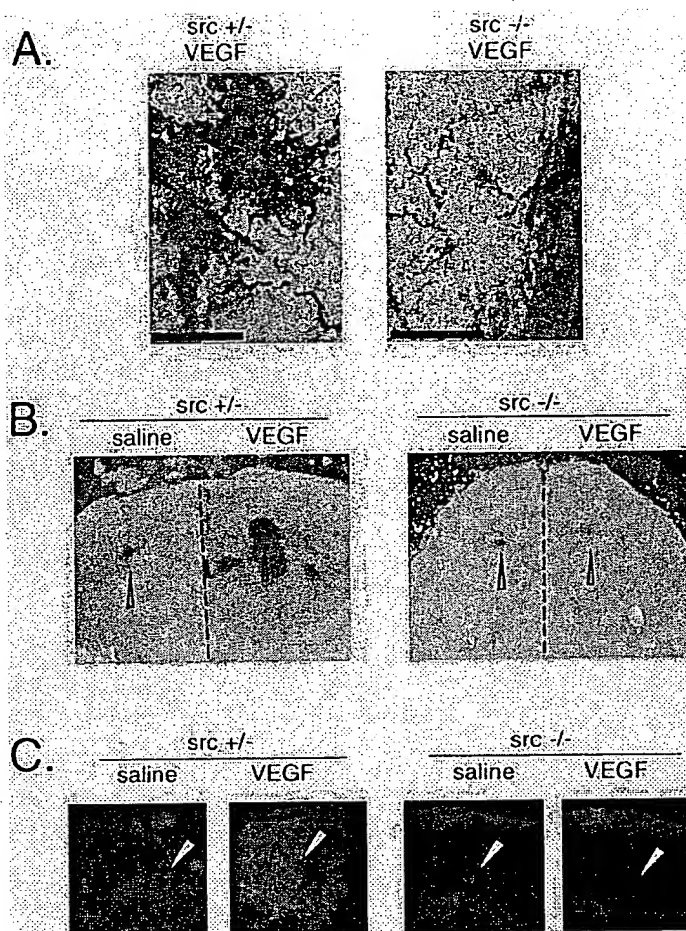 A.
src +/-
VEGF
src -/-
VEGF
B.
src +/-
src -/-
saline
VEGF
saline
VEGF
C.
src +/-
src -/-
saline
VEGF
saline
VEGF